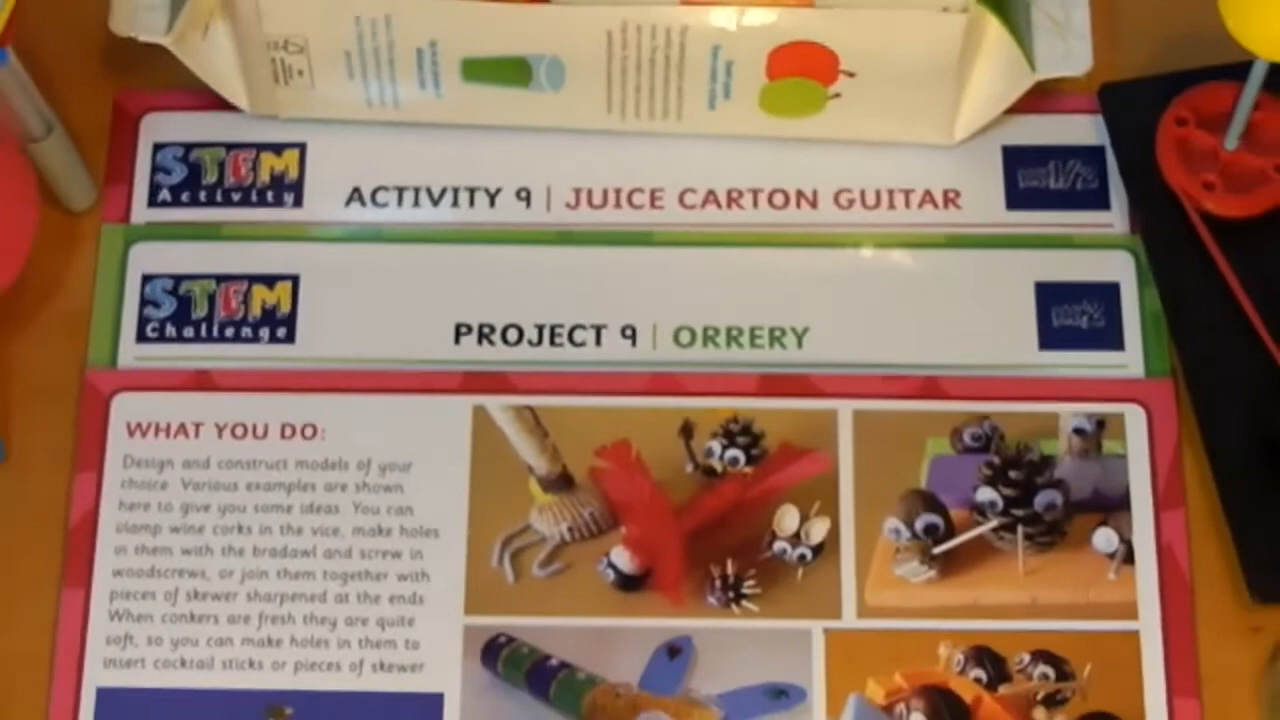 STEM
Activity
ACTIVITY 9 | JUICE CARTON GUITAR
STEM
Challenge
PROJECT 9 | ORRERY
WHAT YOU DO:
Design and construct models of your
choice. Various examples are shown
here to give you some ideas. You can
clamp wine corks in the vice, make holes
in them with the bradawl and screw in
woodscrews, or join them together with
pieces of skewer sharpened at the ends
When conkers are fresh they are quite
soft, so you can make holes in them to
insert cocktail sticks or pieces of skewer